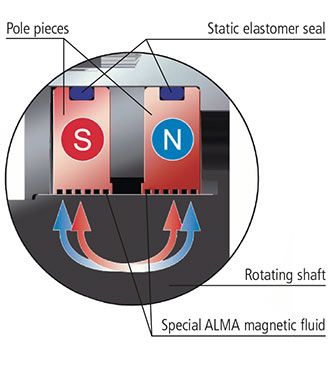 Pole pieces
Static elastomer seal
S
N
Rotating shaft
Special ALMA magnetic fluid